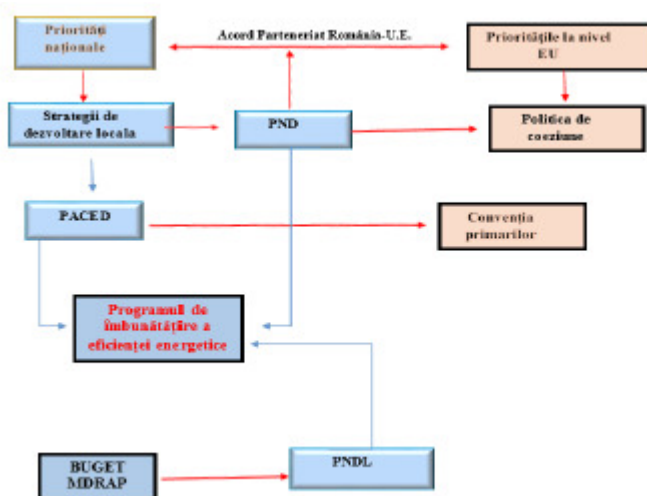 Priorități
naționale
Acord Parteneriat România-U.E.
Prioritățile la nivel
EU
Strategii de
dezvoltare locala
PND
Politica de
coeziune
PACED
Convenția
primarilor
Programul de
îmbunătățire a
eficienței energetice
BUGET
MDRAP
PNDL